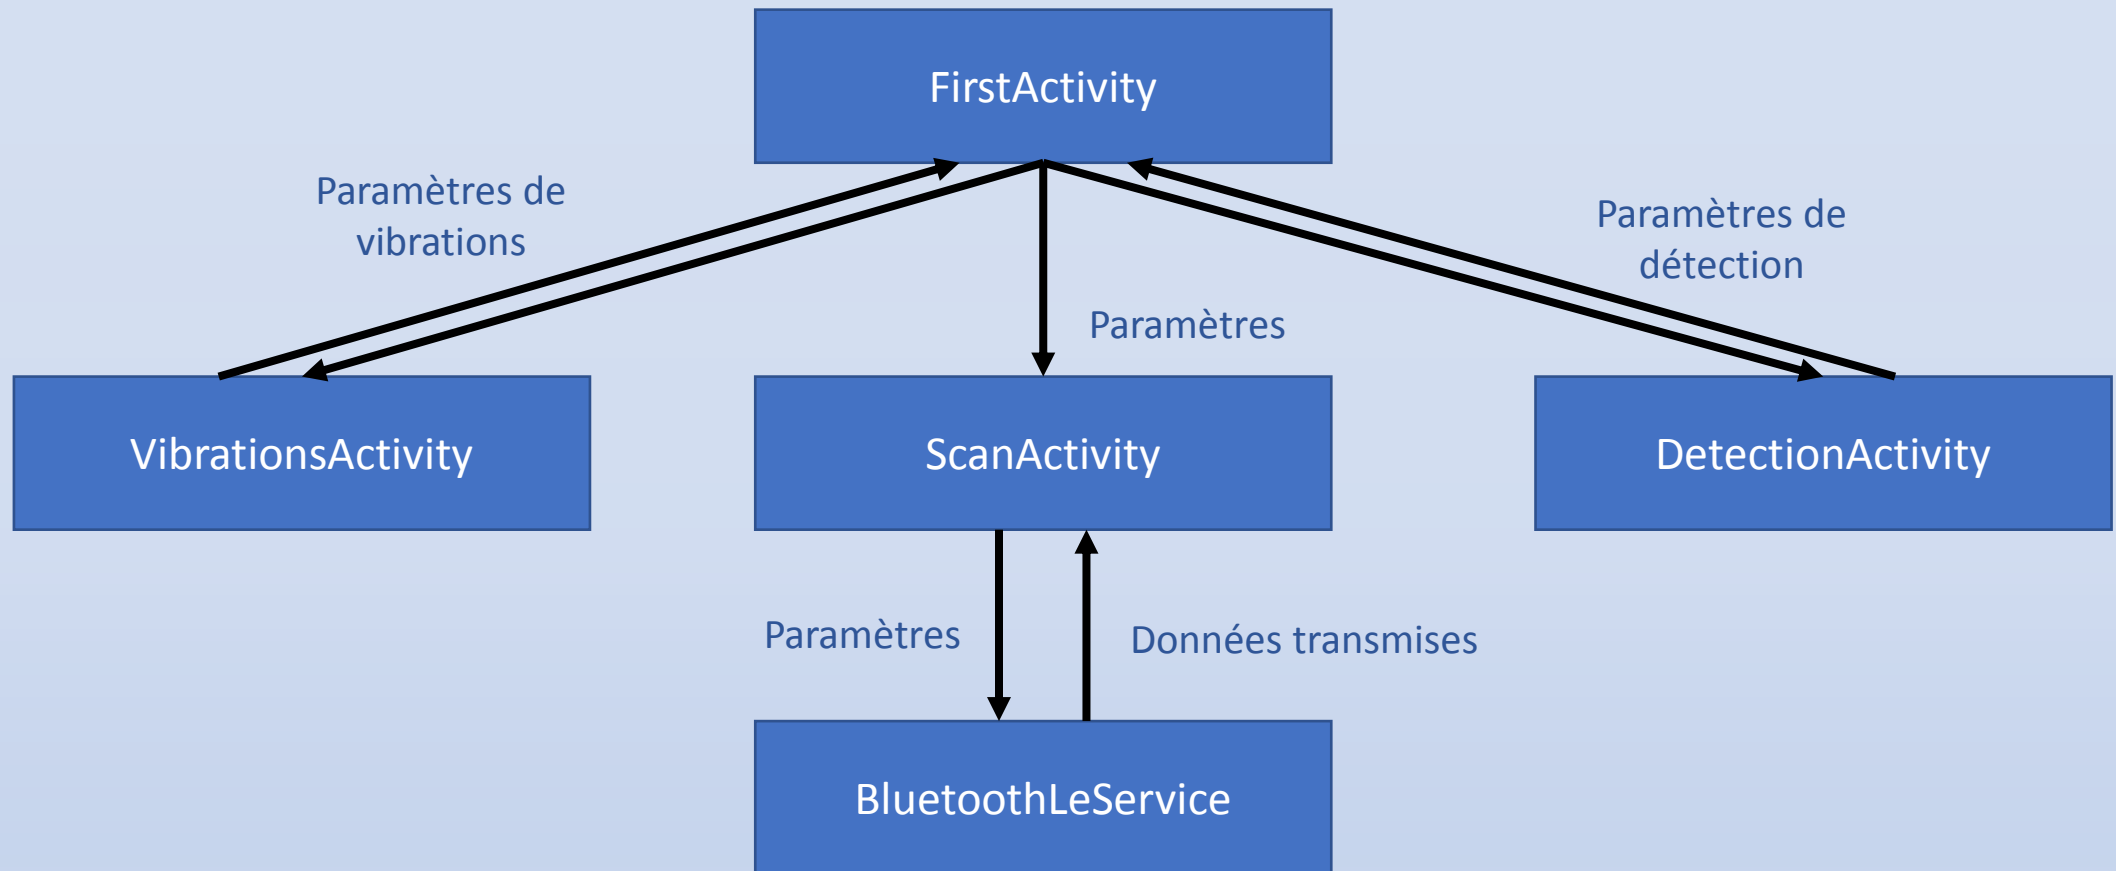 FirstActivity
Paramètres de
vibrations
Paramètres de
détection
Paramètres
VibrationsActivity
ScanActivity
DetectionActivity
Paramètres
Données transmises
BluetoothLeService